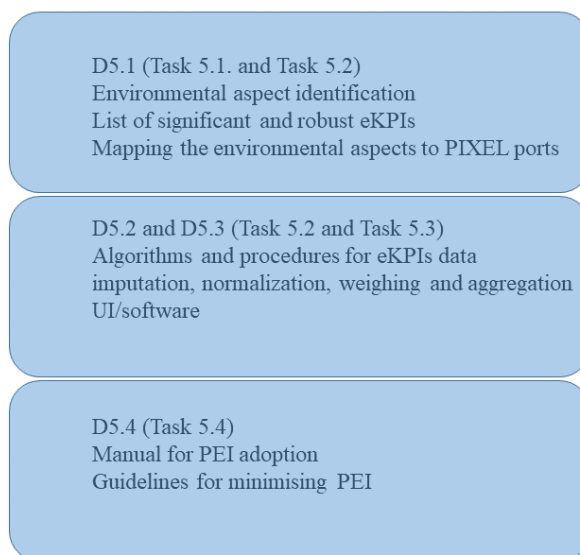 D5.1 (Task 5.1. and Task 5.2)
Environmental aspect identification
List of significant and robust eKPIs
Mapping the environmental aspects to PIXEL ports
D5.2 and D5.3 (Task 5.2 and Task 5.3)
Algorithms and procedures for eKPIs data
imputation, normalization, weighing and aggregation
UI/software
D5.4 (Task 5.4)
Manual for PEI adoption
Guidelines for minimising PEI